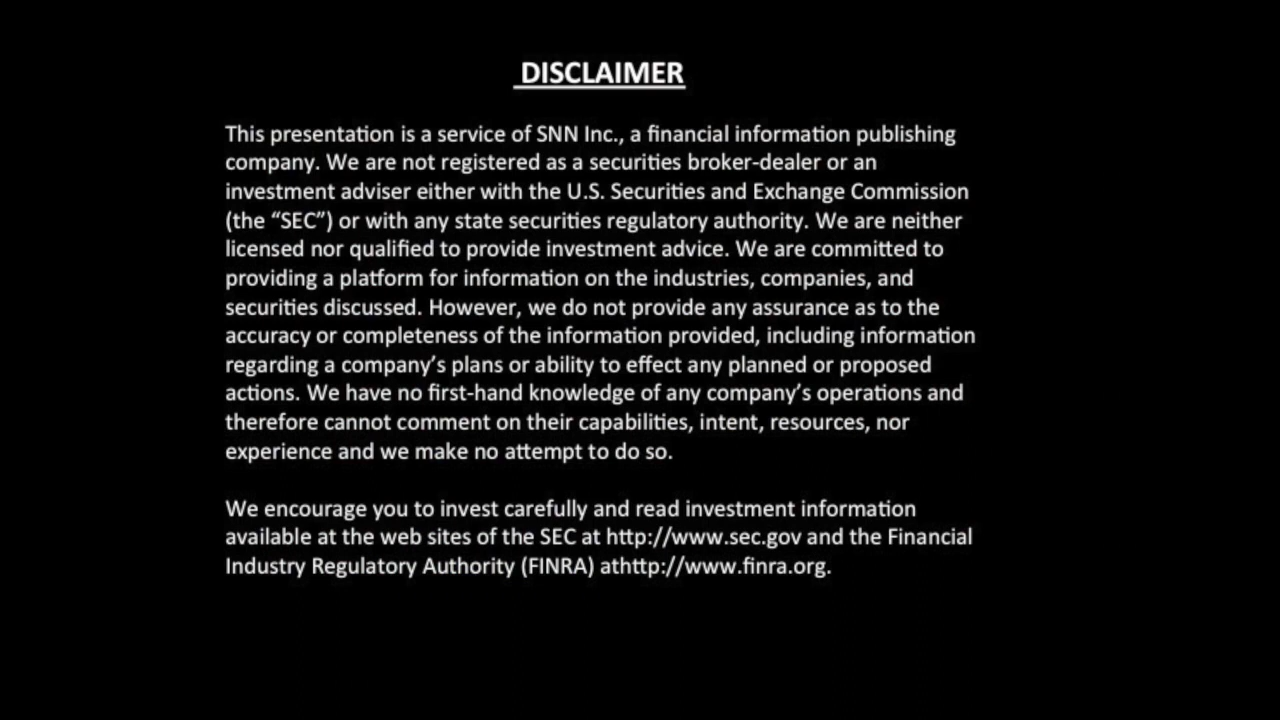 DISCLAIMER
This presentation is a service of SNN Inc., a financial information publishing
company. We are not registered as a securities broker-dealer or an
investment adviser either with the U.S. Securities and Exchange Commission
(the “SEC”) or with any state securities regulatory authority. We are neither
licensed nor qualified to provide investment advice. We are committed to
providing a platform for information on the industries, companies, and
securities discussed. However, we do not provide any assurance as to the
accuracy or completeness of the information provided, including information
regarding a company’s plans or ability to effect any planned or proposed
actions. We have no first-hand knowledge of any company’s operations and
therefore cannot comment on their capabilities, intent, resources, nor
experience and we make no attempt to do so.
We encourage you to invest carefully and read investment information
available at the web sites of the SEC at http://www.sec.gov and the Financial
Industry Regulatory Authority (FINRA) athttp://www.finra.org.